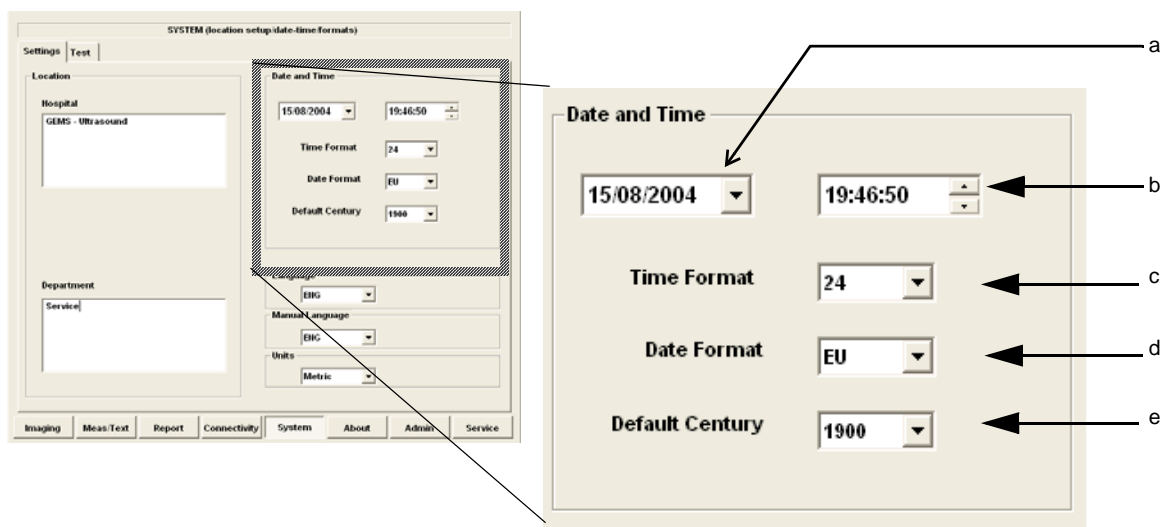 SYSTEM (location setup/date-time/formats)
Settings Test
Location
Hospital
GEMS - Ultrasound
Department
Service
Date and Time
15/08/2004 19:46:50
Time Format 24
Date Format EU
Default Century 1900
Language
ENG
Manual Language
ENG
Units
Metric
Imaging Meas/Text Report Connectivity System About Admin Service
Date and Time
15/08/2004 19:46:50
Time Format 24
Date Format EU
Default Century 1900
a
b
c
d
e